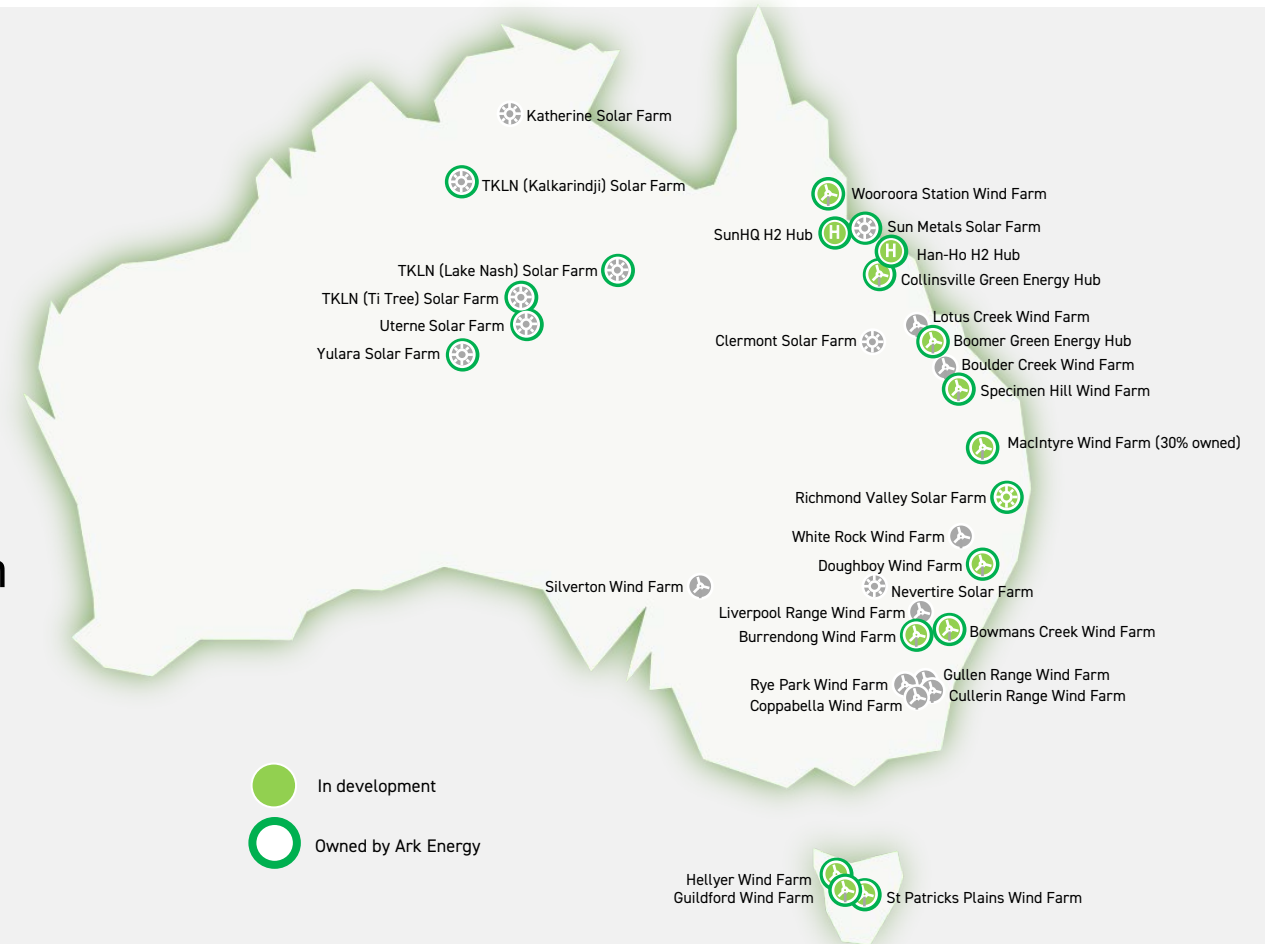 Katherine Solar Farm
TKLN (Kalkarindji) Solar Farm
Wooroora Station Wind Farm
SunHQ H2 Hub
H
Sun Metals Solar Farm
H
Han-Ho H2 Hub
TKLN (Lake Nash) Solar Farm
Collinsville Green Energy Hub
TKLN (Ti Tree) Solar Farm
Uterne Solar Farm
Lotus Creek Wind Farm
Clermont Solar Farm
Boomer Green Energy Hub
Yulara Solar Farm
Boulder Creek Wind Farm
Specimen Hill Wind Farm
MacIntyre Wind Farm (30% owned)
Richmond Valley Solar Farm
White Rock Wind Farm
Doughboy Wind Farm
Silverton Wind Farm
Nevertire Solar Farm
Liverpool Range Wind Farm
Burrendong Wind Farm
Bowmans Creek Wind Farm
Gullen Range Wind Farm
Rye Park Wind Farm
Cullerin Range Wind Farm
Coppabella Wind Farm
In development
Owned by Ark Energy
Hellyer Wind Farm
Guildford Wind Farm
St Patricks Plains Wind Farm